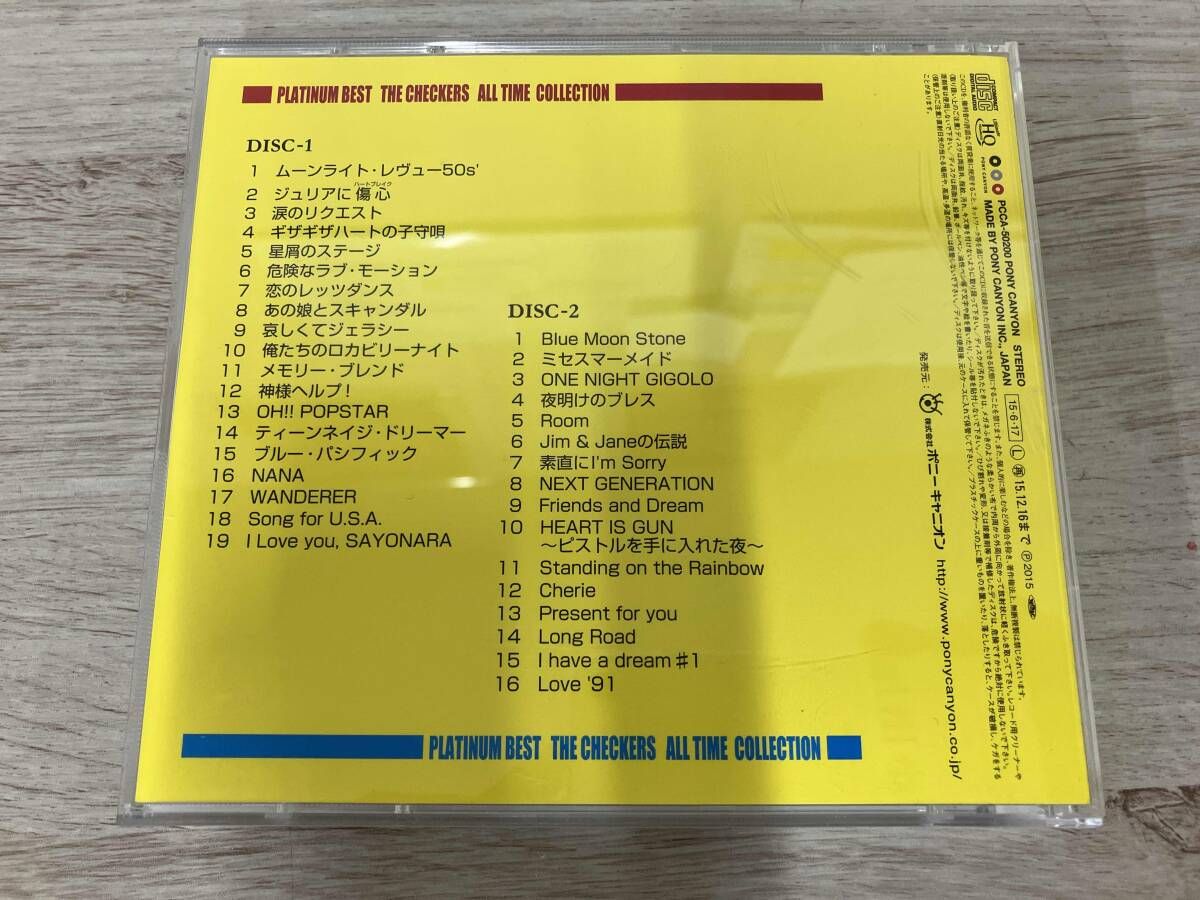 PLATINUM BEST THE CHECKERS ALL TIME COLLECTION
DISC-1
1 ムーンライト・レヴュー50s'
2 ジュリアに傷心
ハートブレイク
3 涙のリクエスト
4 ギザギザハートの子守唄
5 星屑のステージ
6 危険なラブ・モーション
7 恋のレッツダンス
8 あの娘とスキャンダル
9 哀しくてジェラシー
10 俺たちのロカビリーナイト
11 メモリー・ブレンド
12 神様ヘルプ!
13 OH!! POPSTAR
14 ティーンネイジ・ドリーマー
15 ブルー・パシフィック
16 NANA
17 WANDERER
18 Song for U.S.A.
19 I Love you, SAYONARA
DISC-2
1 Blue Moon Stone
2 ミセスマーメイド
3 ONE NIGHT GIGOLO
4 夜明けのブレス
5 Room
6 Jim & Janeの伝説
7 素直にI'm Sorry
8 NEXT GENERATION
9 Friends and Dream
10 HEART IS GUN
〜ピストルを手に入れた夜〜
11 Standing on the Rainbow
12 Cherie
13 Present for you
14 Long Road
15 I have a dream #1
16 Love '91
PLATINUM BEST THE CHECKERS ALL TIME COLLECTION
COMPACT
disc
DIGITAL AUDIO
HQ
PONY CANYON
PCCA-50200 PONY CANYON STEREO
MADE BY PONY CANYON INC., JAPAN
15・6・17
L
再
15.12.16まで
Ⓟ2015
発売元:
株式会社ポニーキャニオン http://www.ponycanyon.co.jp/